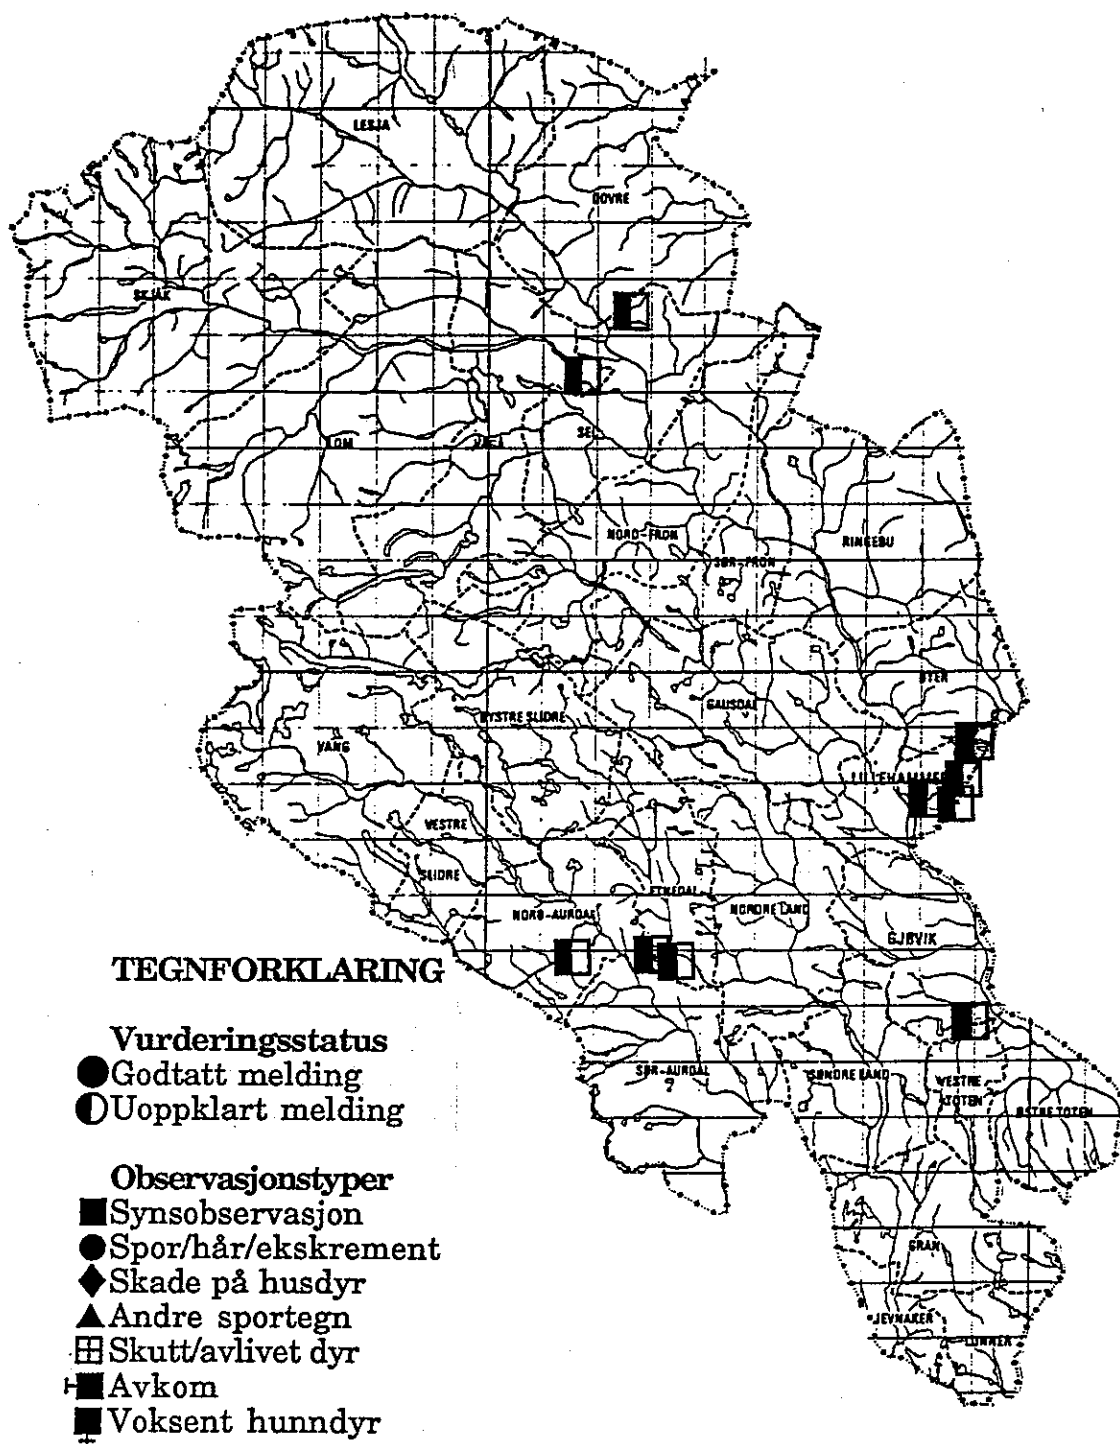 LESJA
DOVRE
SKJÅK
LOM
VÅGÅ
SEL
NORD-FRON
RINGEBU
SØR-FRON
ØYER
GAUSDAL
ØYSTRE SLIDRE
VANG
LILLEHAMMER
VESTRE
SLIDRE
ETNEDAL
NORDRE LAND
NORD-AURDAL
GJØVIK
TEGNFORKLARING
Vurderingsstatus
Godtatt melding
Uoppklart melding
SØR-AURDAL
SØNDRE LAND
VESTRE
TOTEN
ØSTRE TOTEN
Observasjonstyper
Synsobservasjon
Spor/hår/ekskrement
Skade på husdyr
Andre sportegn
Skutt/avlivet dyr
Avkom
Voksent hunndyr
GRAN
JEVNAKER
LUNNER